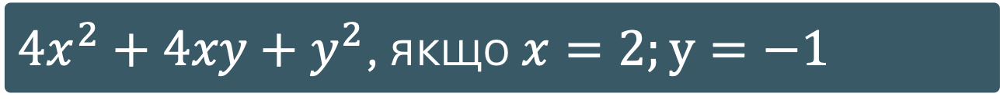 4x² + 4xy + y², якщо x = 2; y = −1